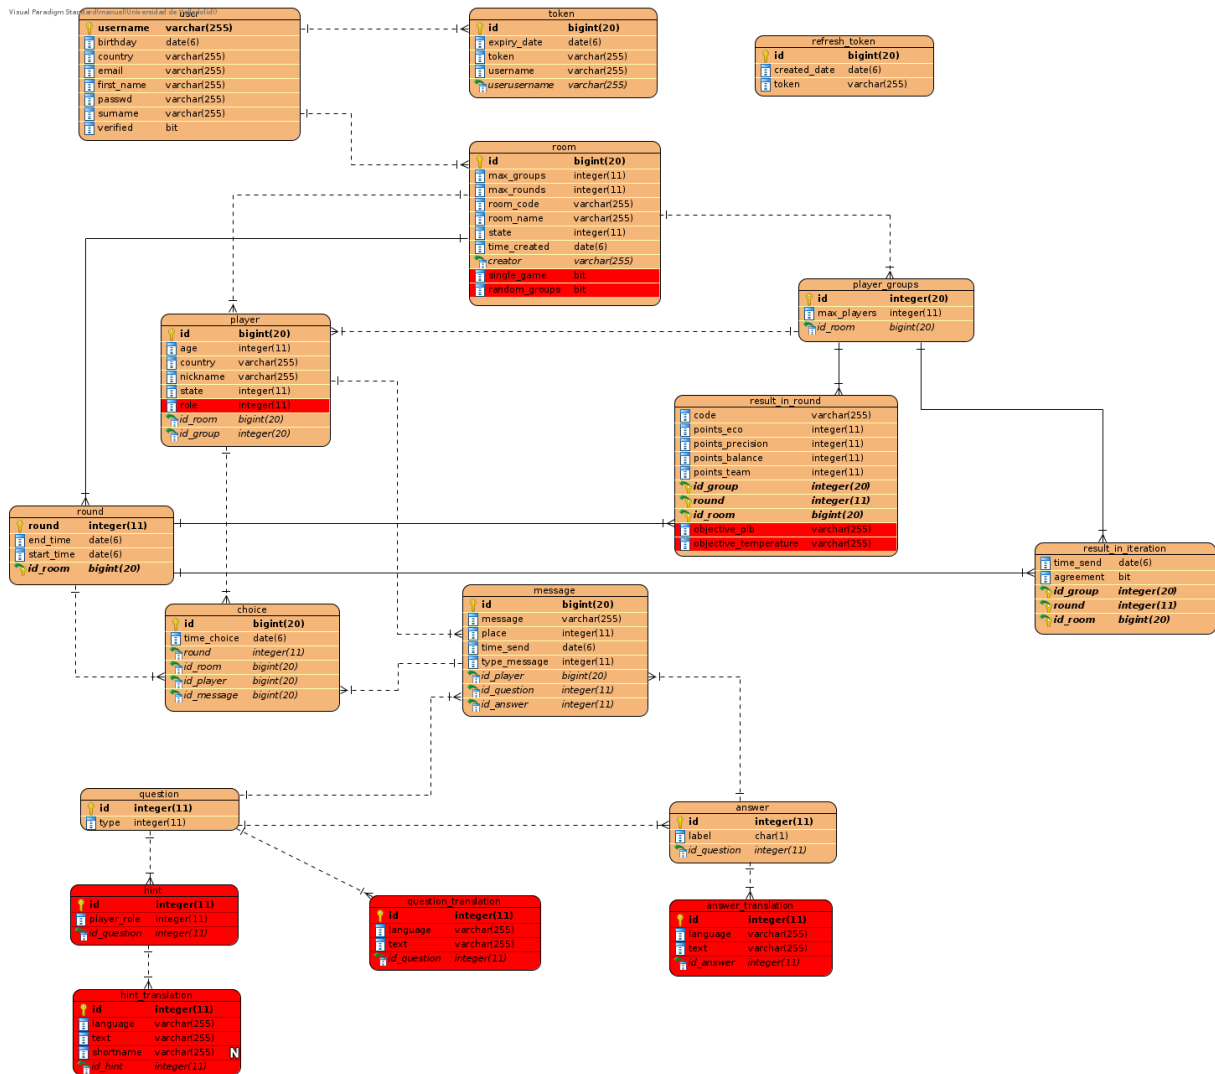 Visual Paradigm Standard(manuel(Universidad de Valladolid))
user
username varchar(255)
birthday date(6)
country varchar(255)
email varchar(255)
first_name varchar(255)
passwd varchar(255)
surname varchar(255)
verified bit
token
id bigint(20)
expiry_date date(6)
token varchar(255)
username varchar(255)
userusername varchar(255)
refresh_token
id bigint(20)
created_date date(6)
token varchar(255)
room
id bigint(20)
max_groups integer(11)
max_rounds integer(11)
room_code varchar(255)
room_name varchar(255)
state integer(11)
time_created date(6)
creator varchar(255)
single_game bit
random_groups bit
player_groups
id integer(20)
max_players integer(11)
id_room bigint(20)
player
id bigint(20)
age integer(11)
country varchar(255)
nickname varchar(255)
state integer(11)
role integer(11)
id_room bigint(20)
id_group integer(20)
result_in_round
code varchar(255)
points_eco integer(11)
points_precision integer(11)
points_balance integer(11)
points_team integer(11)
id_group integer(20)
round integer(11)
id_room bigint(20)
objective_pib varchar(255)
objective_temperature varchar(255)
round
round integer(11)
end_time date(6)
start_time date(6)
id_room bigint(20)
result_in_iteration
time_send date(6)
agreement bit
id_group integer(20)
round integer(11)
id_room bigint(20)
choice
id bigint(20)
time_choice date(6)
round integer(11)
id_room bigint(20)
id_player bigint(20)
id_message bigint(20)
message
id bigint(20)
message varchar(255)
place integer(11)
time_send date(6)
type_message integer(11)
id_player bigint(20)
id_question integer(11)
id_answer integer(11)
question
id integer(11)
type integer(11)
answer
id integer(11)
label char(1)
id_question integer(11)
hint
id integer(11)
player_role integer(11)
id_question integer(11)
question_translation
id integer(11)
language varchar(255)
text varchar(255)
id_question integer(11)
answer_translation
id integer(11)
language varchar(255)
text varchar(255)
id_answer integer(11)
hint_translation
id integer(11)
language varchar(255)
text varchar(255)
shortname varchar(255) N
id_hint integer(11)